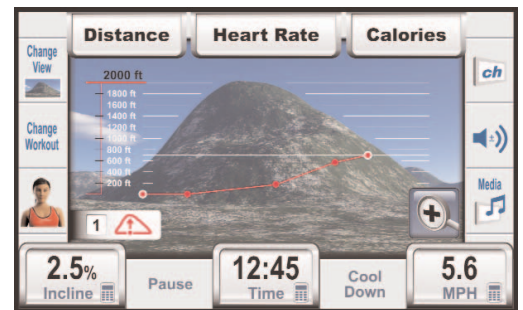 Distance
Heart Rate
Calories
Change
View
ch
2000 ft
1800 ft
1600 ft
1400 ft
1200 ft
1000 ft
800 ft
600 ft
400 ft
200 ft
Change
Workout
Media
1
2.5%
Incline
Pause
12:45
Time
Cool
Down
5.6
MPH